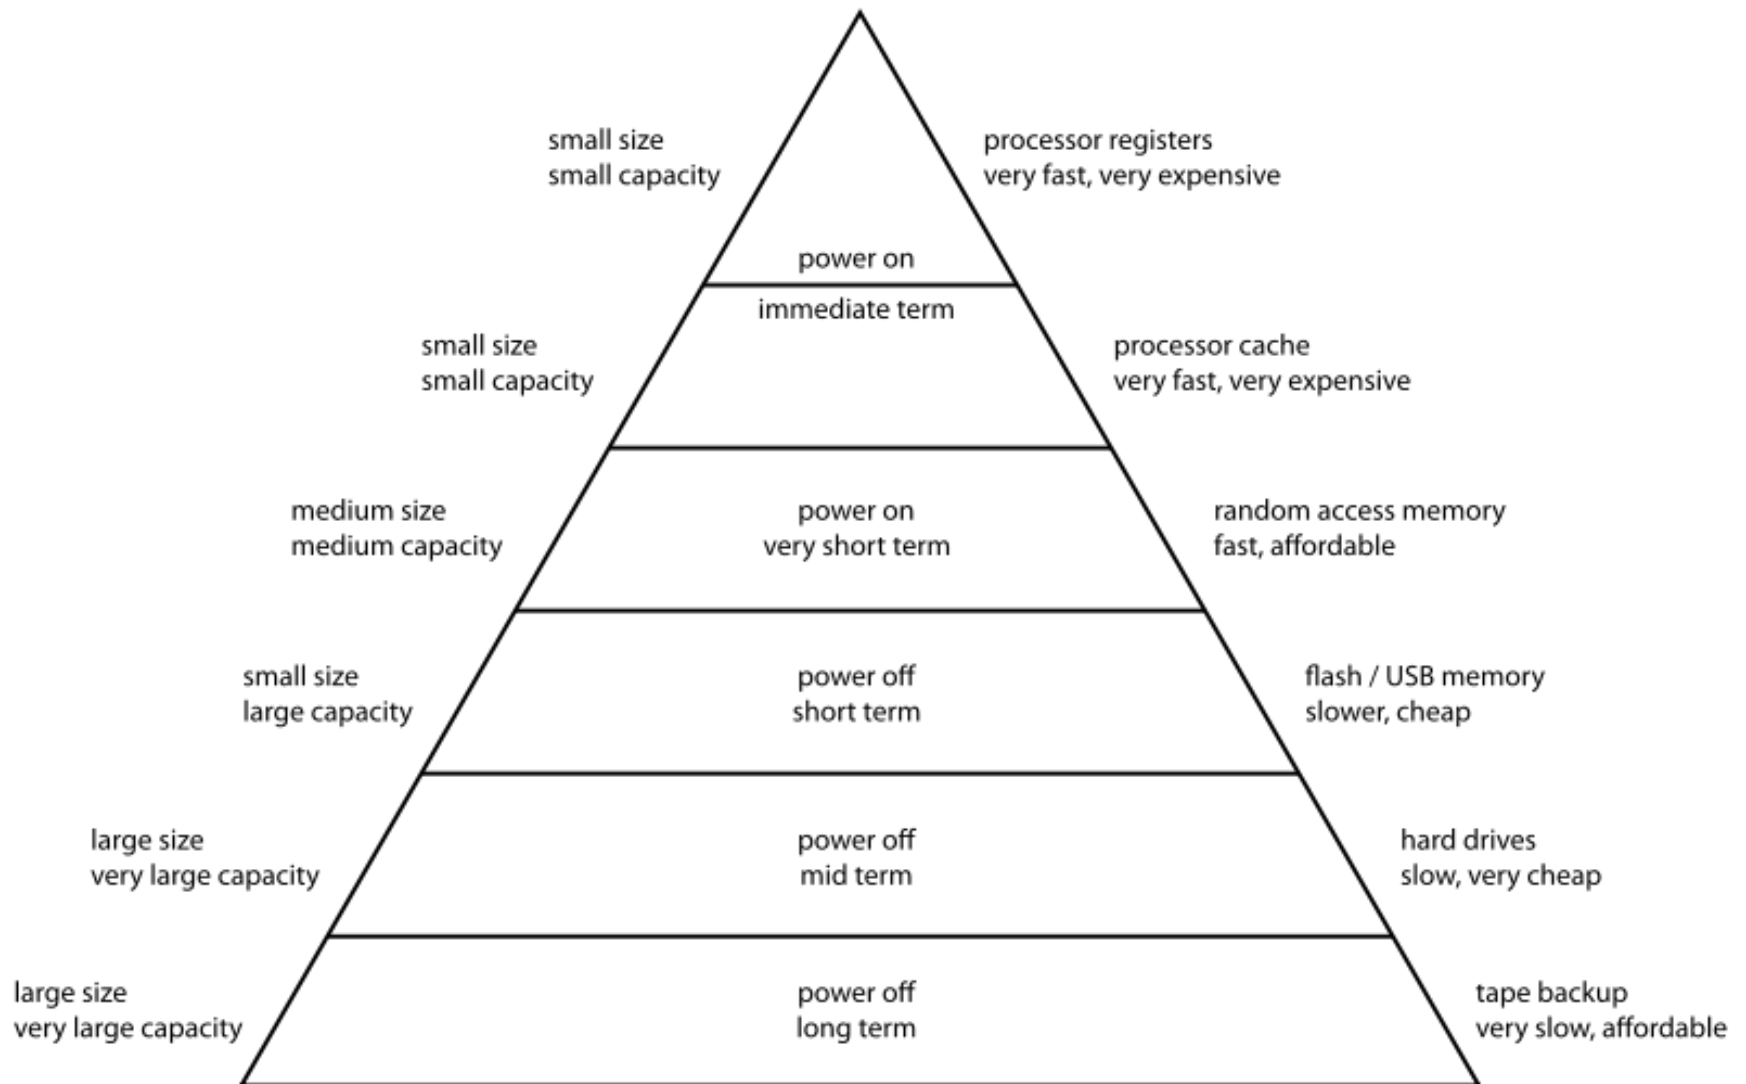 small size
small capacity
processor registers
very fast, very expensive
power on
immediate term
small size
small capacity
processor cache
very fast, very expensive
medium size
medium capacity
power on
very short term
random access memory
fast, affordable
small size
large capacity
power off
short term
flash / USB memory
slower, cheap
large size
very large capacity
power off
mid term
hard drives
slow, very cheap
large size
very large capacity
power off
long term
tape backup
very slow, affordable